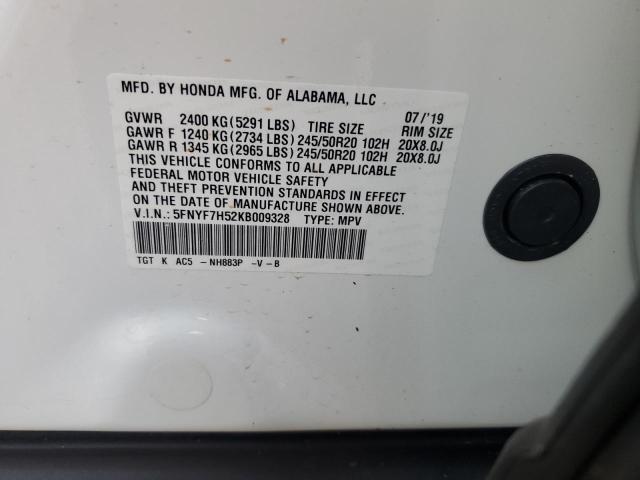 MFD. BY HONDA MFG. OF ALABAMA, LLC 07/'19
GVWR 2400 KG(5291 LBS) TIRE SIZE RIM SIZE
GAWR F 1240 KG(2734 LBS) 245/50R20 102H 20X8.0J
GAWR R 1345 KG(2965 LBS) 245/50R20 102H 20X8.0J
THIS VEHICLE CONFORMS TO ALL APPLICABLE
FEDERAL MOTOR VEHICLE SAFETY
AND THEFT PREVENTION STANDARDS IN EFFECT
ON THE DATE OF MANUFACTURE SHOWN ABOVE.
V.I.N.: 5FNYF7H52KB009328 TYPE: MPV
TGT K AC5 -NH883P -V -B